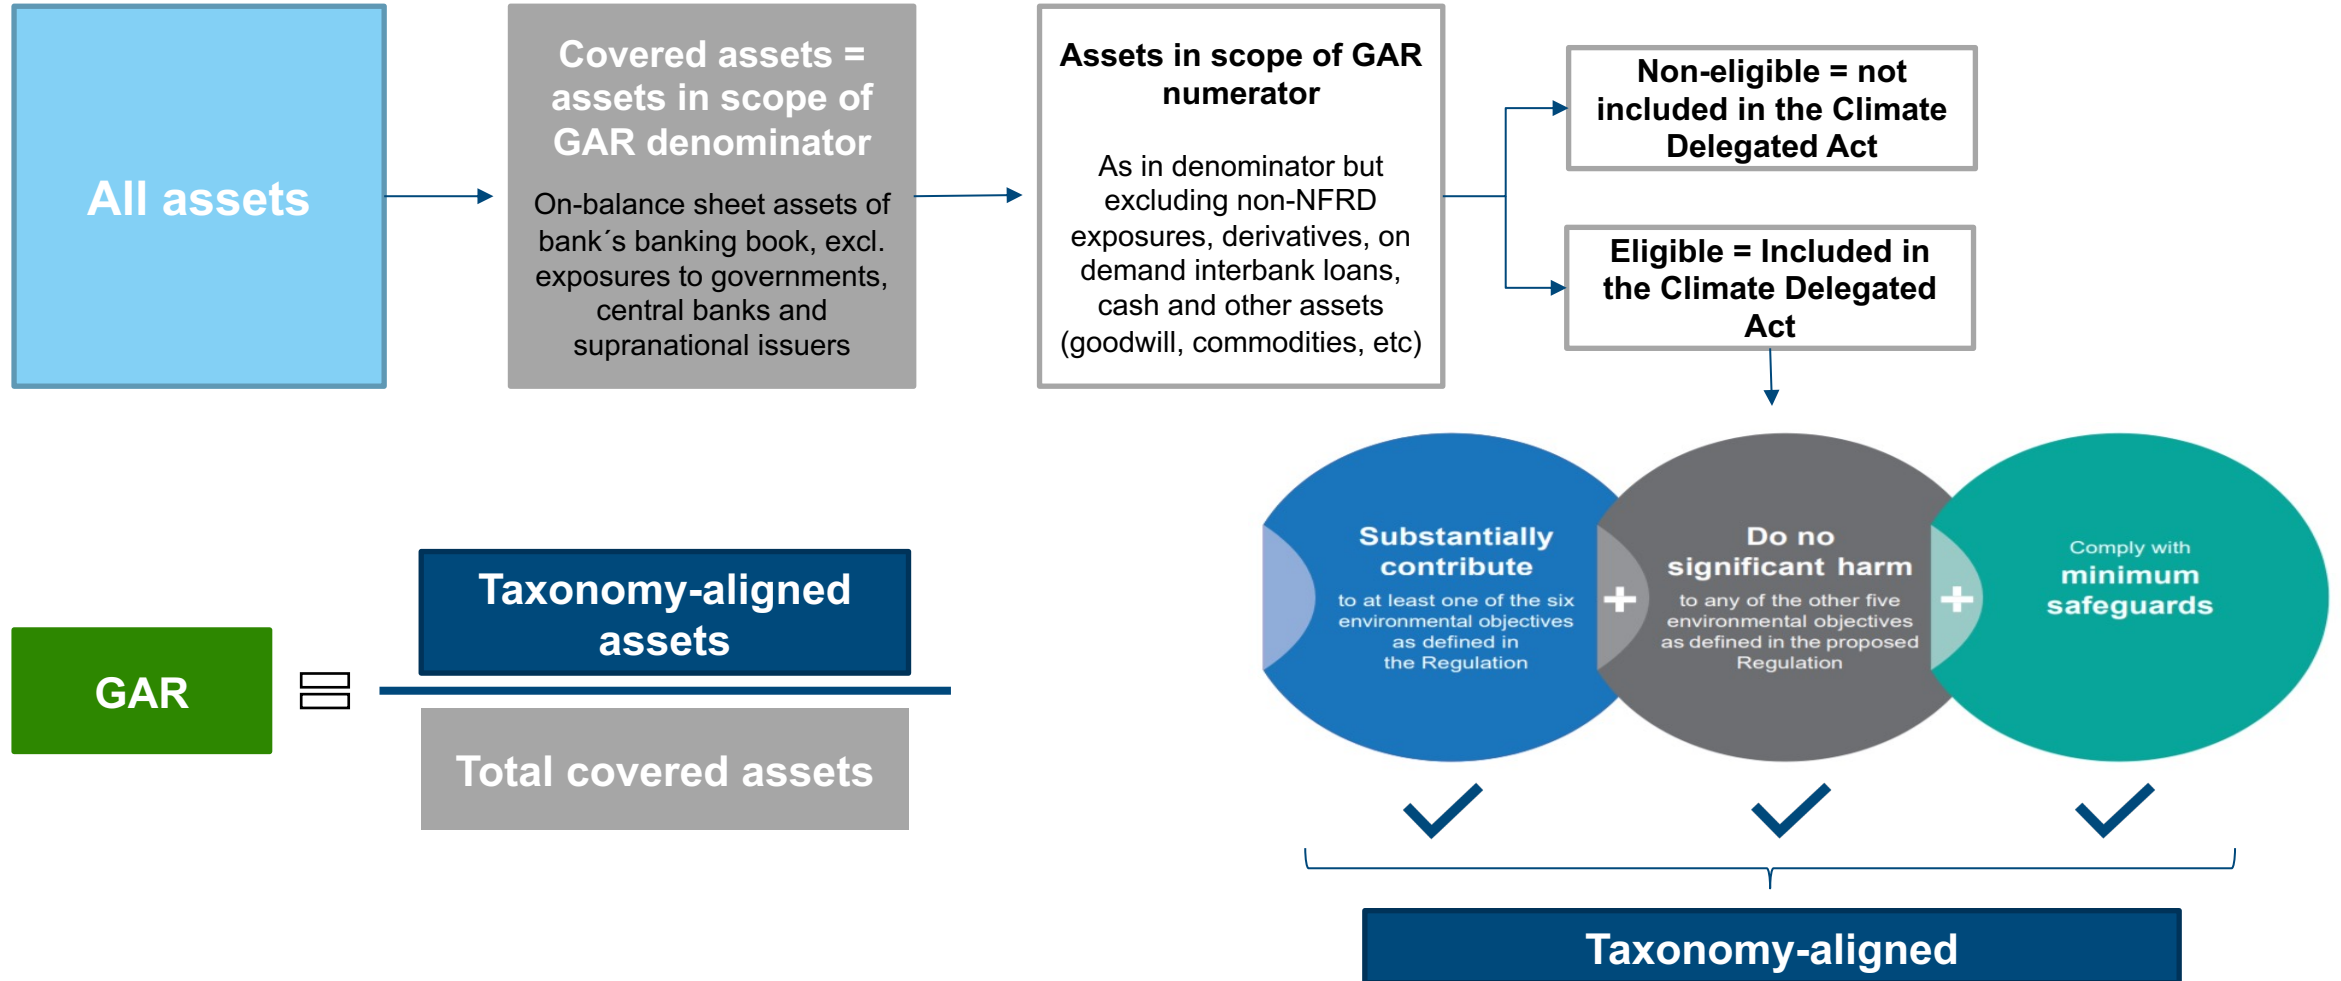 All assets
Covered assets =
assets in scope of
GAR denominator
On-balance sheet assets of
bank´s banking book, excl.
exposures to governments,
central banks and
supranational issuers
Assets in scope of GAR
numerator
As in denominator but
excluding non-NFRD
exposures, derivatives, on
demand interbank loans,
cash and other assets
(goodwill, commodities, etc)
Non-eligible = not
included in the Climate
Delegated Act
Eligible = Included in
the Climate Delegated
Act
Substantially
contribute
to at least one of the six
environmental objectives
as defined in
the Regulation
+
Do no
significant harm
to any of the other five
environmental objectives
as defined in the proposed
Regulation
+
Comply with
minimum
safeguards
GAR
=
Taxonomy-aligned
assets
Total covered assets
Taxonomy-aligned